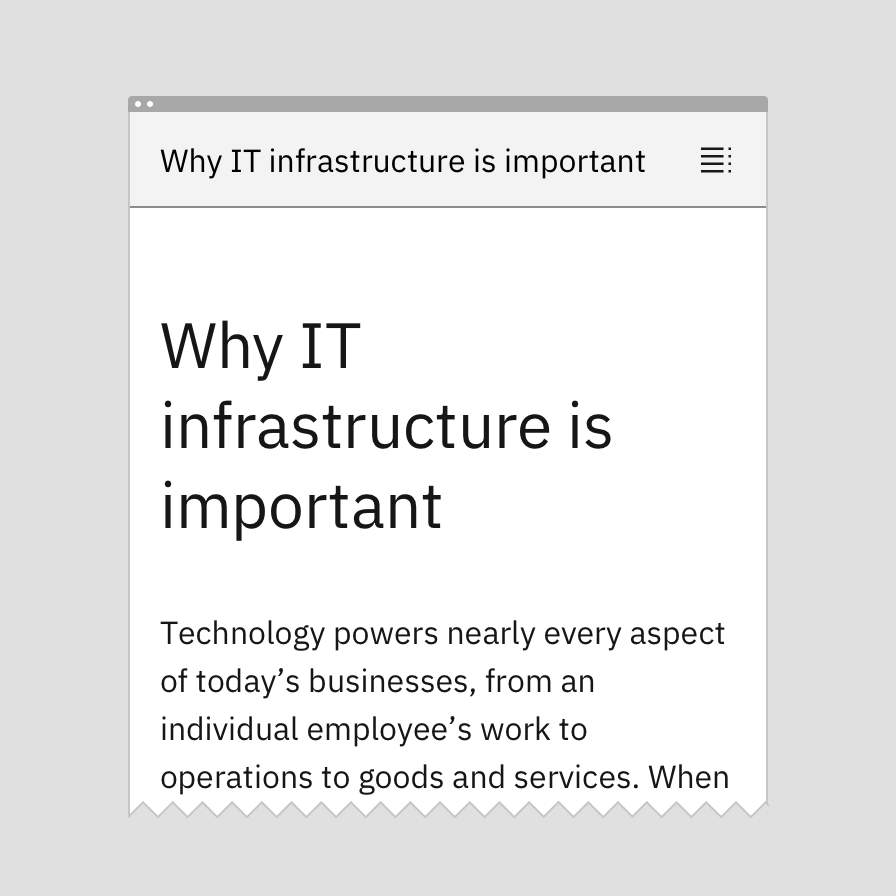 Why IT infrastructure is important
Why IT
infrastructure is
important
Technology powers nearly every aspect
of today’s businesses, from an
individual employee’s work to
operations to goods and services. When